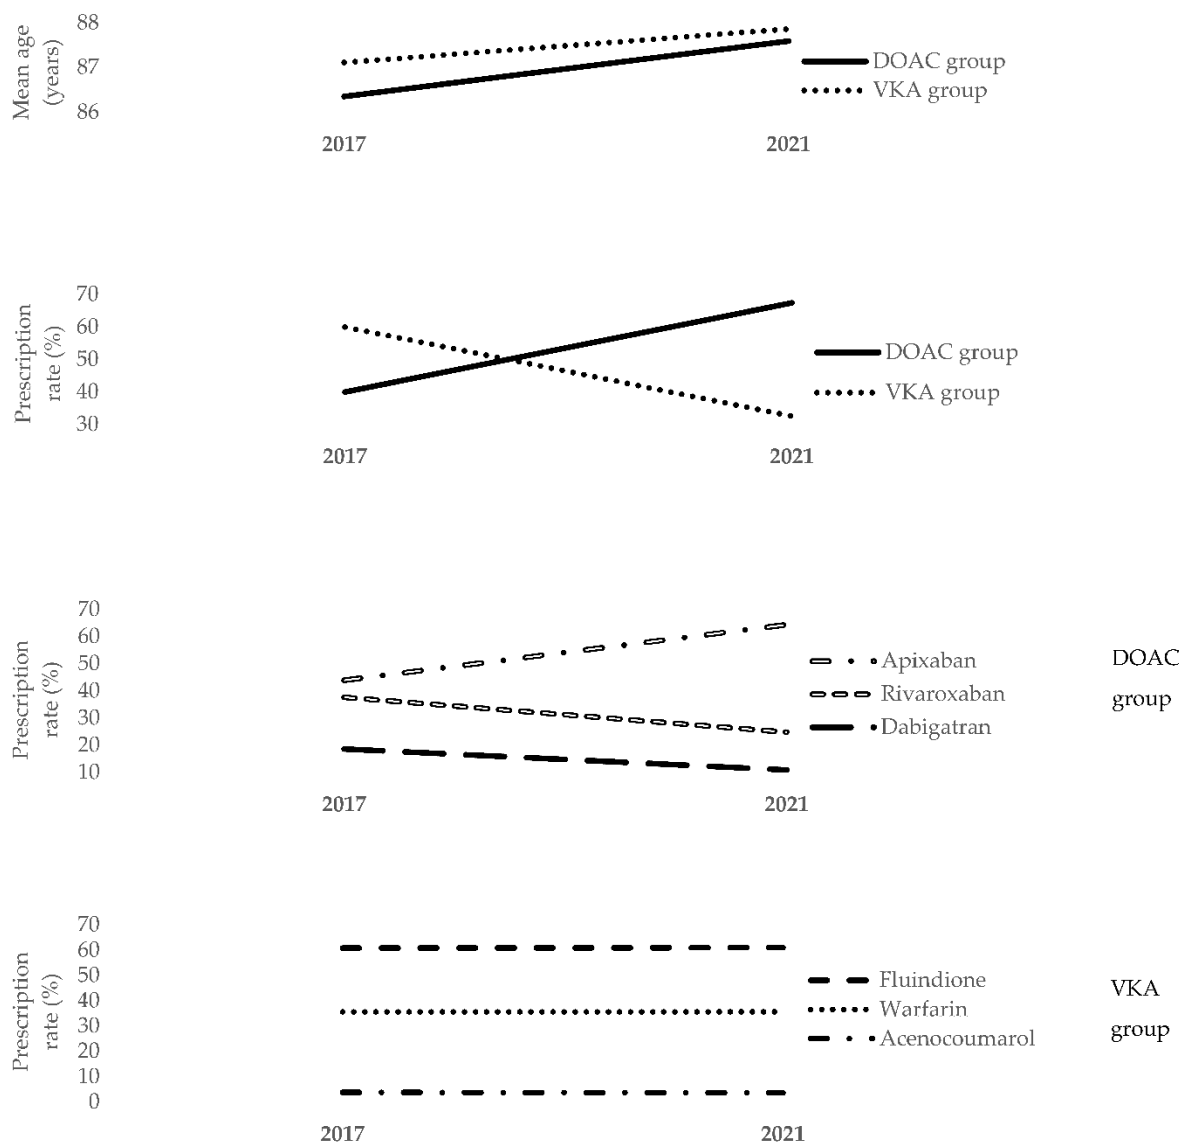 Mean age
(years)
88
87
86
DOAC group
VKA group
2017
2021
Prescription
rate (%)
70
60
50
40
30
DOAC group
VKA group
2017
2021
Prescription
rate (%)
70
60
50
40
30
20
10
Apixaban
Rivaroxaban
Dabigatran
DOAC
group
2017
2021
Prescription
rate (%)
70
60
50
40
30
20
10
0
Fluindione
Warfarin
Acenocoumarol
VKA
group
2017
2021